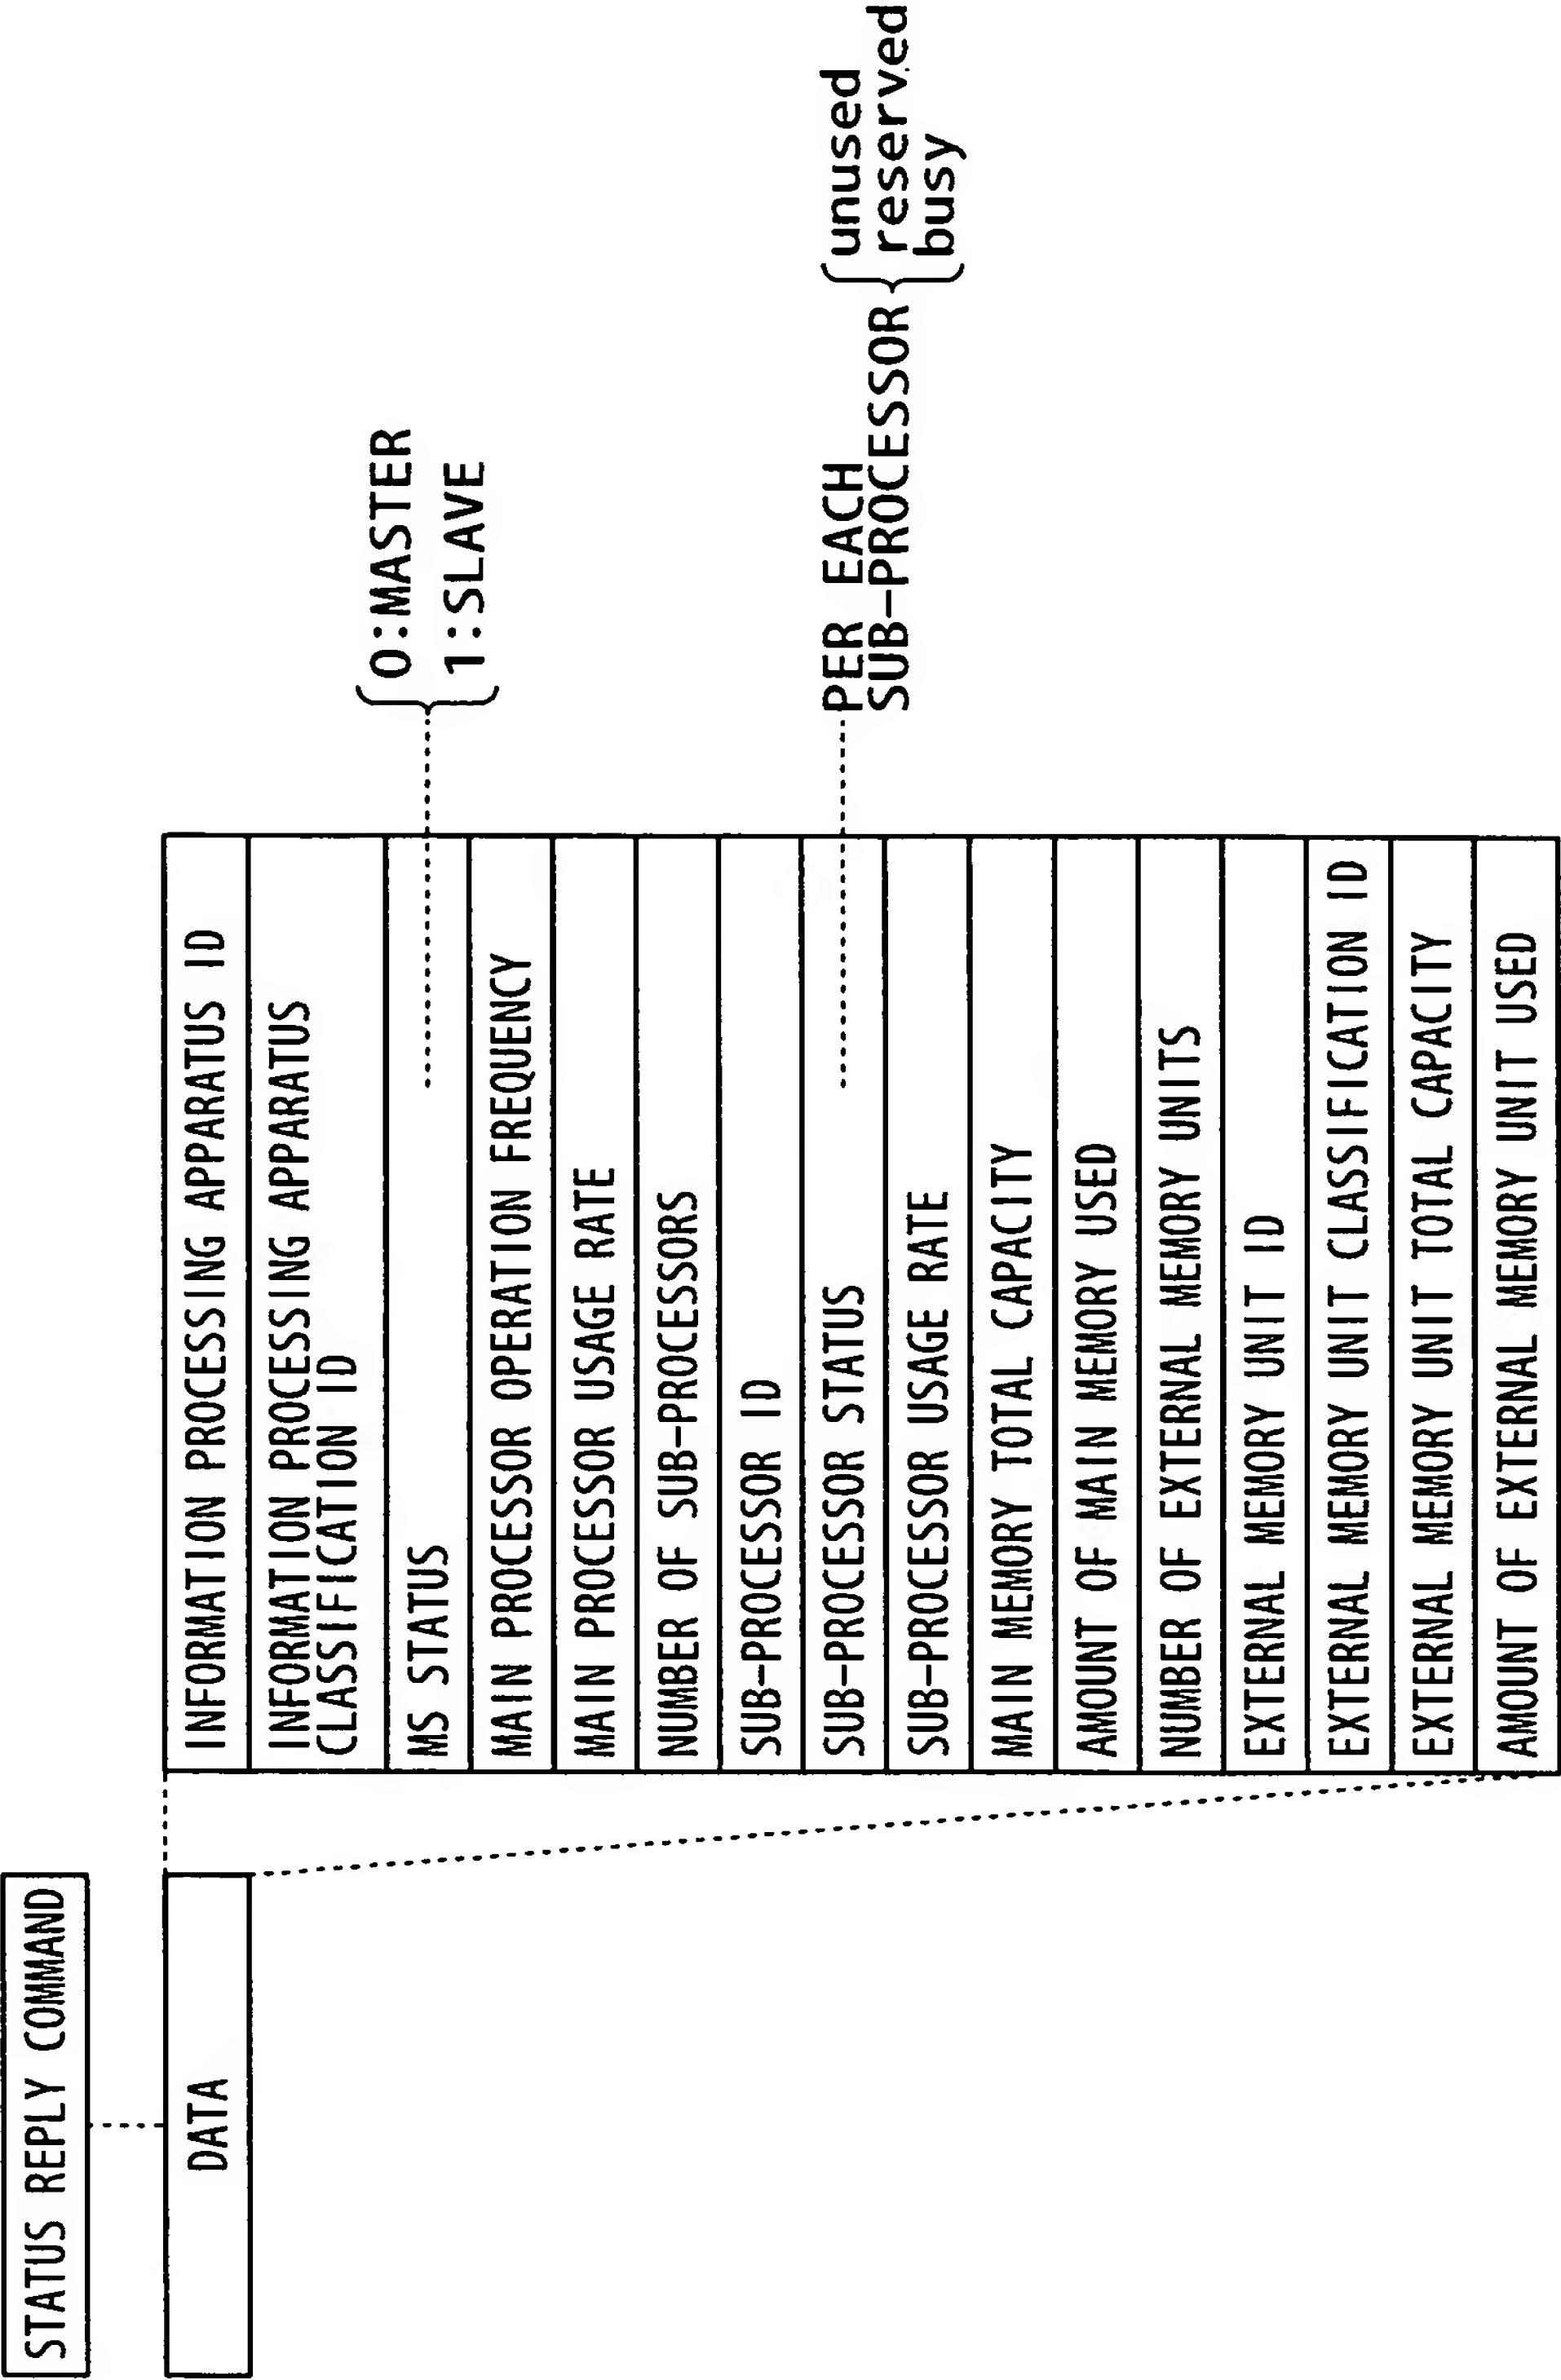 STATUS REPLY COMMAND
DATA
INFORMATION PROCESSING APPARATUS ID
INFORMATION PROCESSING APPARATUS
CLASSIFICATION ID
MS STATUS
0:MASTER
1:SLAVE
MAIN PROCESSOR OPERATION FREQUENCY
MAIN PROCESSOR USAGE RATE
NUMBER OF SUB-PROCESSORS
SUB-PROCESSOR ID
SUB-PROCESSOR STATUS
PER EACH
SUB-PROCESSOR
unused
reserved
busy
SUB-PROCESSOR USAGE RATE
MAIN MEMORY TOTAL CAPACITY
AMOUNT OF MAIN MEMORY USED
NUMBER OF EXTERNAL MEMORY UNITS
EXTERNAL MEMORY UNIT ID
EXTERNAL MEMORY UNIT CLASSIFICATION ID
EXTERNAL MEMORY UNIT TOTAL CAPACITY
AMOUNT OF EXTERNAL MEMORY UNIT USED